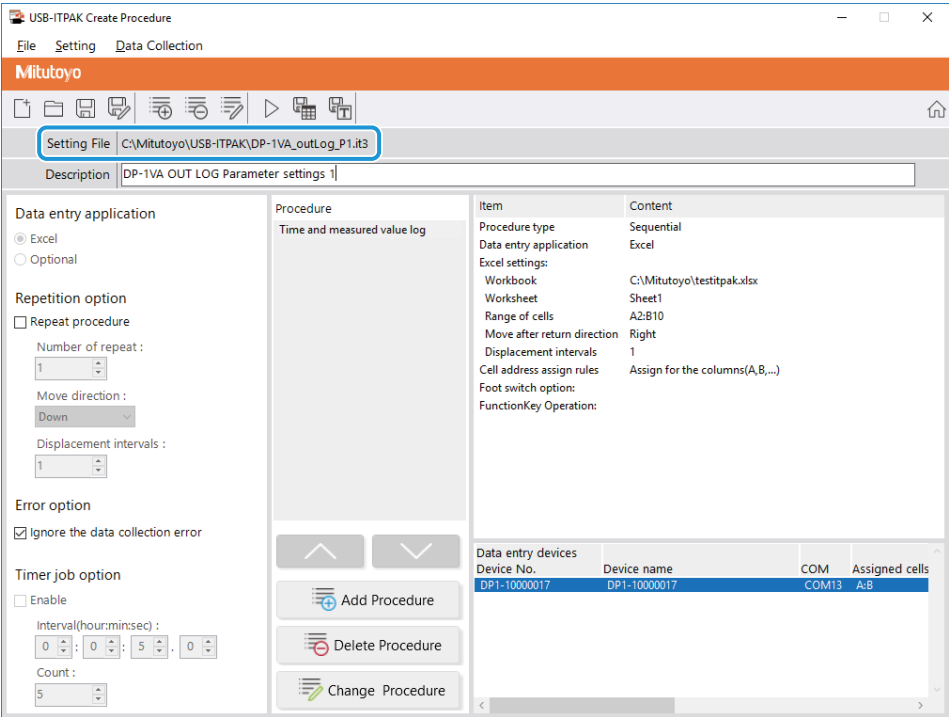 USB-ITPAK Create Procedure
File Setting Data Collection
Mitutoyo
Setting File C:\Mitutoyo\USB-ITPAK\DP-1VA_outLog_P1.it3
Description DP-1VA OUT LOG Parameter settings 1
Data entry application
Excel
Optional
Repetition option
Repeat procedure
Number of repeat :
1
Move direction :
Down
Displacement intervals :
1
Error option
Ignore the data collection error
Timer job option
Enable
Interval(hour:min:sec) :
0 : 0 : 5 . 0
Count :
5
Procedure
Time and measured value log
Add Procedure
Delete Procedure
Change Procedure
Item Content
Procedure type Sequential
Data entry application Excel
Excel settings:
Workbook C:\Mitutoyo\testitpak.xlsx
Worksheet Sheet1
Range of cells A2:B10
Move after return direction Right
Displacement intervals 1
Cell address assign rules Assign for the columns(A,B,...)
Foot switch option:
FunctionKey Operation:
Data entry devices
Device No. Device name COM Assigned cells
DP1-10000017 DP1-10000017 COM13 A:B